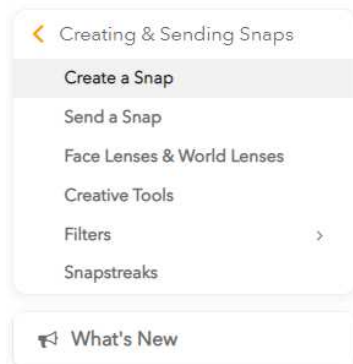 Creating & Sending Snaps
Create a Snap
Send a Snap
Face Lenses & World Lenses
Creative Tools
Filters
Snapstreaks
What's New